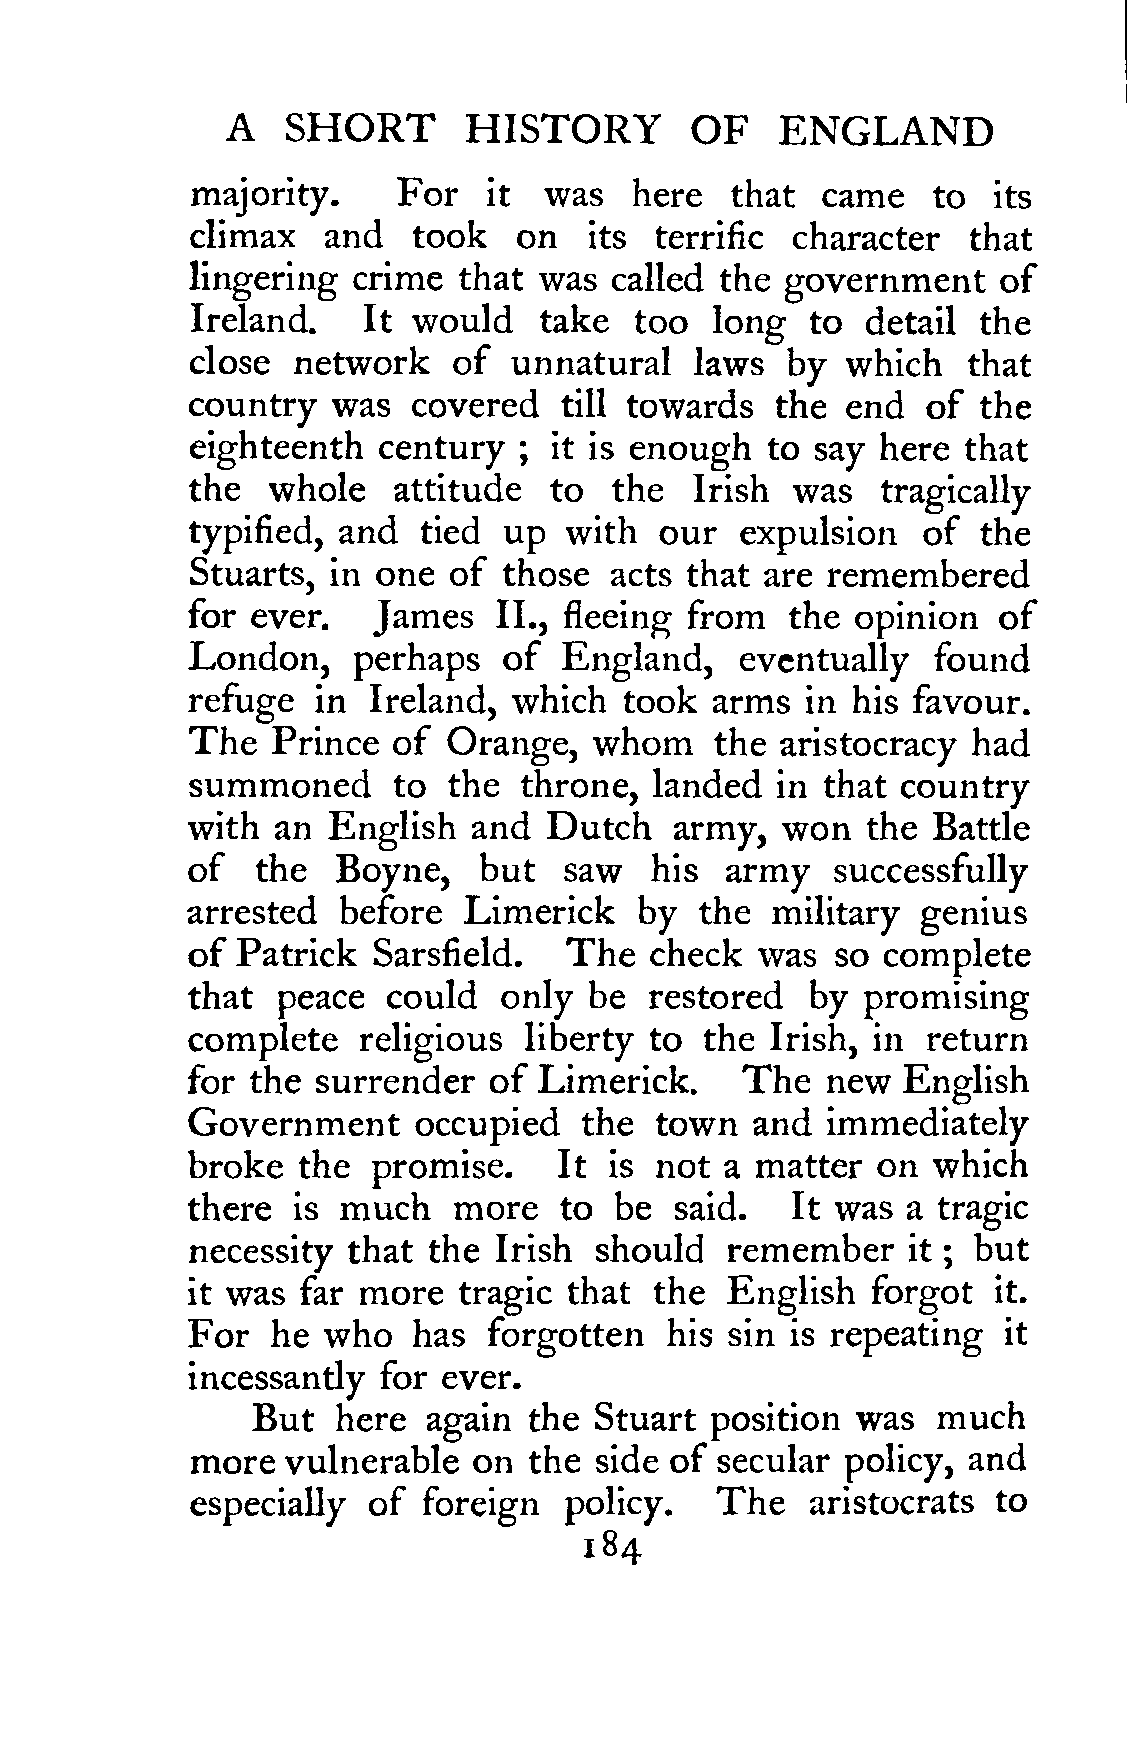 A SHORT HISTORY OF ENGLAND
majority. For it was here that came to its
climax and took on its terrific character that
lingering crime that was called the government of
Ireland. It would take too long to detail the
close network of unnatural laws by which that
country was covered till towards the end of the
eighteenth century ; it is enough to say here that
the whole attitude to the Irish was tragically
typified, and tied up with our expulsion of the
Stuarts, in one of those acts that are remembered
for ever. James II., fleeing from the opinion of
London, perhaps of England, eventually found
refuge in Ireland, which took arms in his favour.
The Prince of Orange, whom the aristocracy had
summoned to the throne, landed in that country
with an English and Dutch army, won the Battle
of the Boyne, but saw his army successfully
arrested before Limerick by the military genius
of Patrick Sarsfield. The check was so complete
that peace could only be restored by promising
complete religious liberty to the Irish, in return
for the surrender of Limerick. The new English
Government occupied the town and immediately
broke the promise. It is not a matter on which
there is much more to be said. It was a tragic
necessity that the Irish should remember it ; but
it was far more tragic that the English forgot it.
For he who has forgotten his sin is repeating it
incessantly for ever.
But here again the Stuart position was much
more vulnerable on the side of secular policy, and
especially of foreign policy. The aristocrats to
184